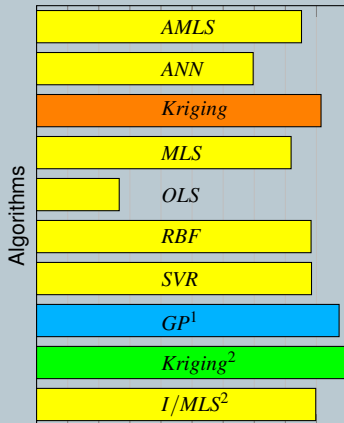 AMLS
ANN
Kriging
MLS
OLS
RBF
SVR
GP¹
Kriging²
I/MLS²
Algorithms